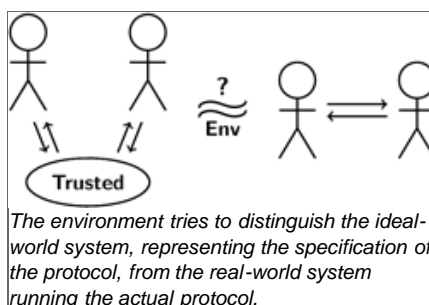 ?
Env
Trusted
The environment tries to distinguish the ideal-
world system, representing the specification of
the protocol, from the real-world system
running the actual protocol.